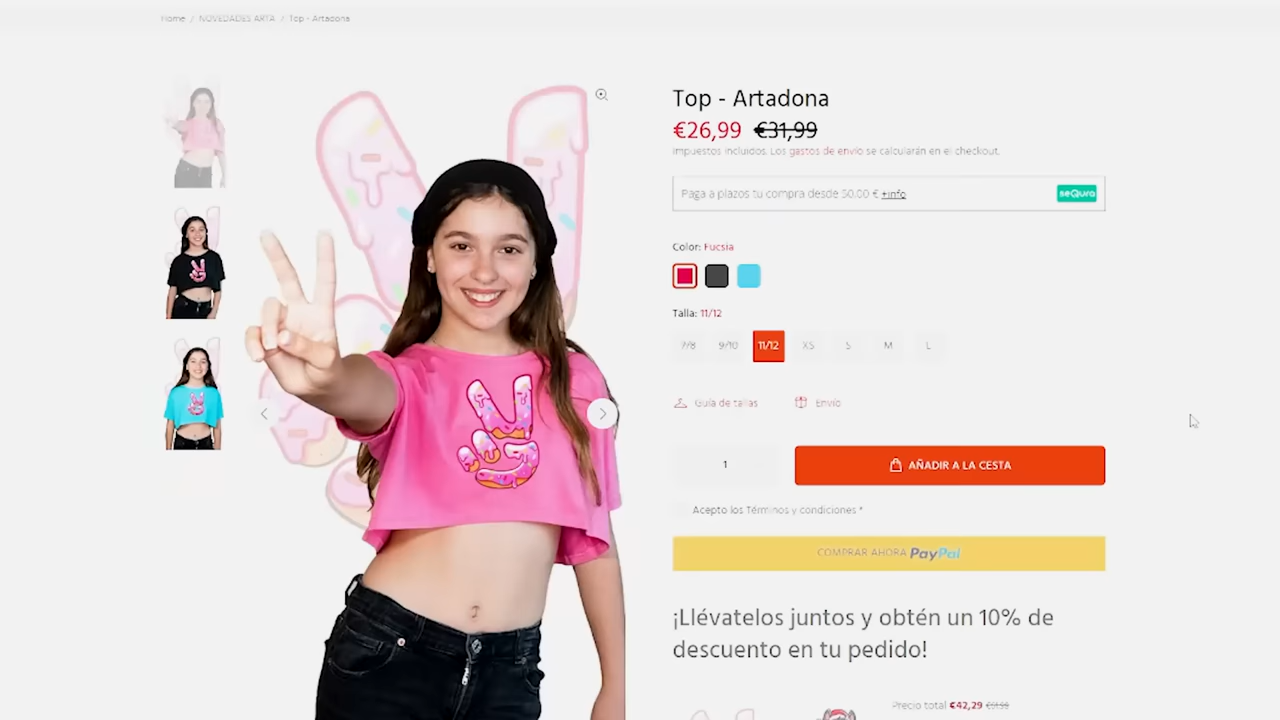 Home / NOVEDADES ARTA / Top - Artadona
Top - Artadona
€26,99 €31,99
Impuestos incluidos. Los gastos de envío se calcularán en el checkout.
Paga a plazos tu compra desde 50.00 € +info seQura
Color: Fucsia
Talla: 11/12
7/8 9/10 11/12 XS S M L
Guía de tallas Envío
1 AÑADIR A LA CESTA
Acepto los Términos y condiciones *
COMPRAR AHORA PayPal
¡Llévatelos juntos y obtén un 10% de
descuento en tu pedido!
Precio total €42,29